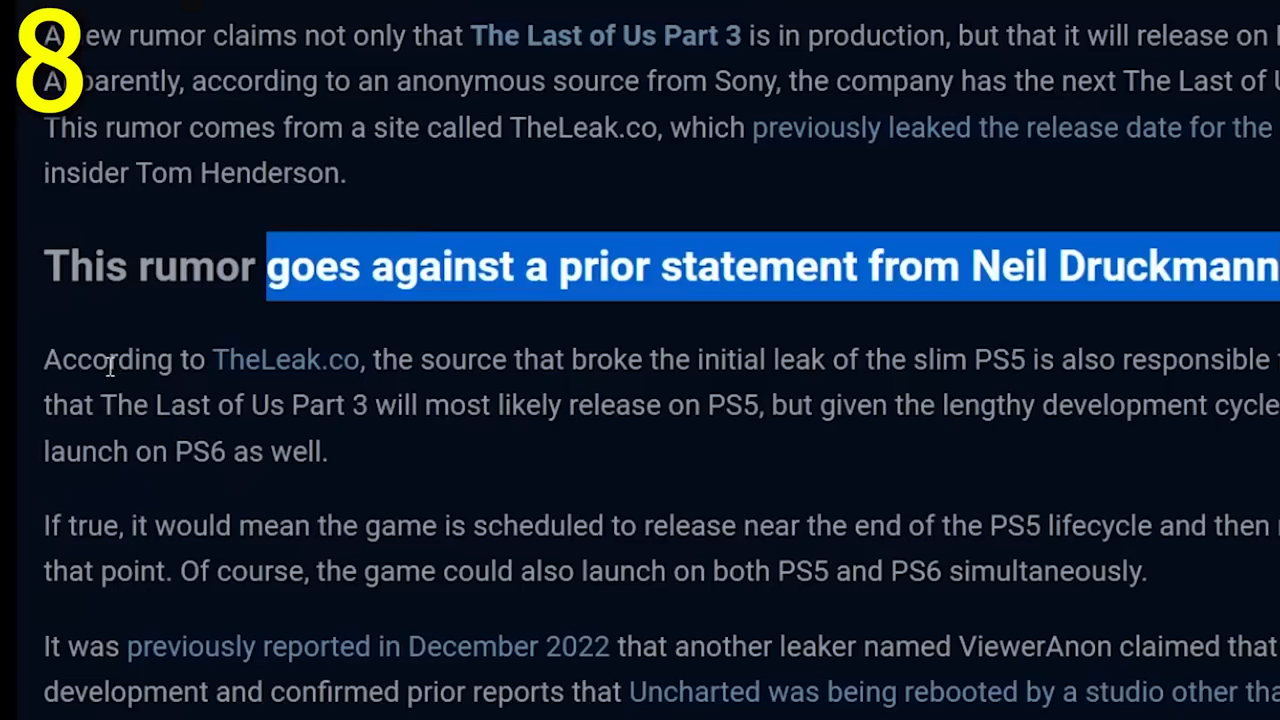 8
A new rumor claims not only that The Last of Us Part 3 is in production, but that it will release on
Apparently, according to an anonymous source from Sony, the company has the next The Last of
This rumor comes from a site called TheLeak.co, which previously leaked the release date for the
insider Tom Henderson.
This rumor goes against a prior statement from Neil Druckmann
According to TheLeak.co, the source that broke the initial leak of the slim PS5 is also responsible
that The Last of Us Part 3 will most likely release on PS5, but given the lengthy development cycle
launch on PS6 as well.
If true, it would mean the game is scheduled to release near the end of the PS5 lifecycle and then
that point. Of course, the game could also launch on both PS5 and PS6 simultaneously.
It was previously reported in December 2022 that another leaker named ViewerAnon claimed that
development and confirmed prior reports that Uncharted was being rebooted by a studio other